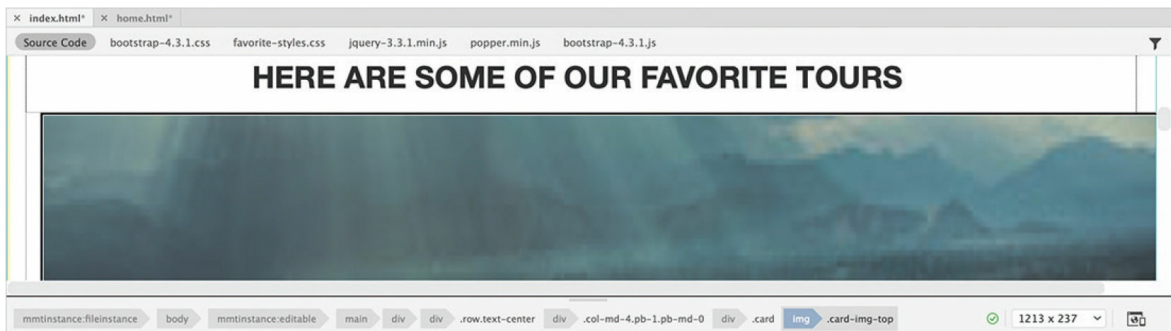 × index.html* × home.html*
Source Code bootstrap-4.3.1.css favorite-styles.css jquery-3.3.1.min.js popper.min.js bootstrap-4.3.1.js
HERE ARE SOME OF OUR FAVORITE TOURS
mmtinstance:fileinstance body mmtinstance:editable main div div .row.text-center div .col-md-4.pb-1.pb-md-0 div .card img .card-img-top 1213 x 237